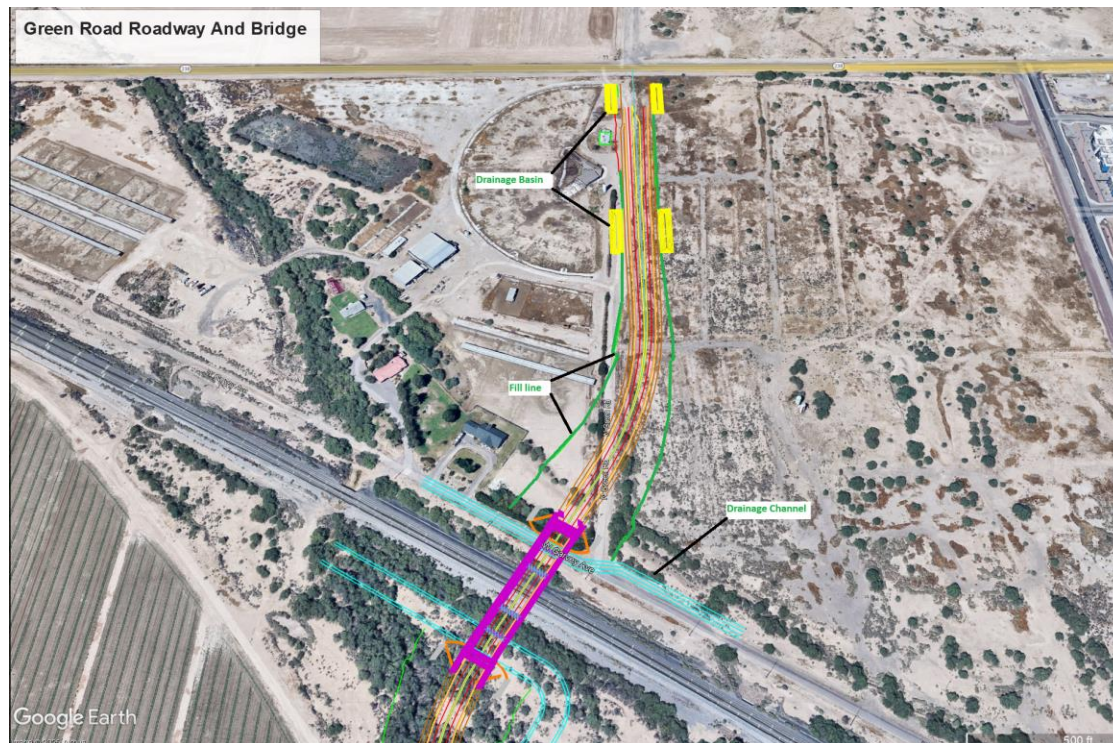 Green Road Roadway And Bridge
Drainage Basin
Fill line
Drainage Channel
Google Earth
500 ft